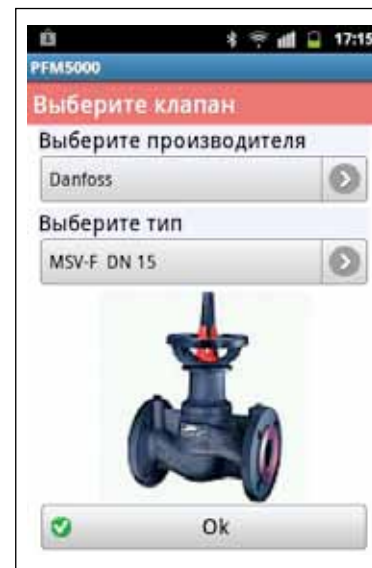 17:15
PFM5000
Выберите клапан
Выберите производителя
Danfoss
Выберите тип
MSV-F DN 15
Ok